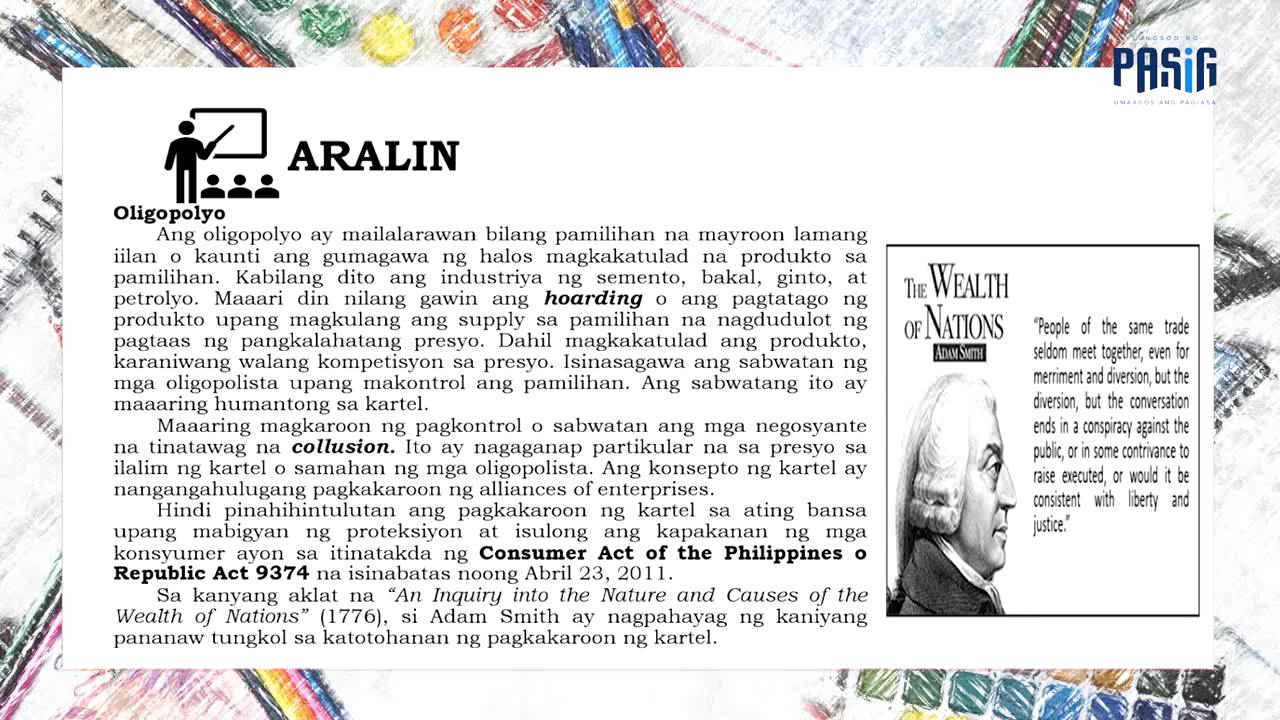 LUNGSOD NG
PASIG
UMAAGOS ANG PAG-ASA
ARALIN
Oligopolyo
Ang oligopolyo ay mailalarawan bilang pamilihan na mayroon lamang
iilan o kaunti ang gumagawa ng halos magkakatulad na produkto sa
pamilihan. Kabilang dito ang industriya ng semento, bakal, ginto, at
petrolyo. Maaari din nilang gawin ang hoarding o ang pagtatago ng
produkto upang magkulang ang supply sa pamilihan na nagdudulot ng
pagtaas ng pangkalahatang presyo. Dahil magkakatulad ang produkto,
karaniwang walang kompetisyon sa presyo. Isinasagawa ang sabwatan ng
mga oligopolista upang makontrol ang pamilihan. Ang sabwatang ito ay
maaaring humantong sa kartel.
Maaaring magkaroon ng pagkontrol o sabwatan ang mga negosyante
na tinatawag na collusion. Ito ay nagaganap partikular na sa presyo sa
ilalim ng kartel o samahan ng mga oligopolista. Ang konsepto ng kartel ay
nangangahulugang pagkakaroon ng alliances of enterprises.
Hindi pinahihintulutan ang pagkakaroon ng kartel sa ating bansa
upang mabigyan ng proteksiyon at isulong ang kapakanan ng mga
konsyumer ayon sa itinatakda ng Consumer Act of the Philippines o
Republic Act 9374 na isinabatas noong Abril 23, 2011.
Sa kanyang aklat na “An Inquiry into the Nature and Causes of the
Wealth of Nations” (1776), si Adam Smith ay nagpahayag ng kaniyang
pananaw tungkol sa katotohanan ng pagkakaroon ng kartel.
THE WEALTH
OF NATIONS
ADAM SMITH
“People of the same trade
seldom meet together, even for
merriment and diversion, but the
diversion, but the conversation
ends in a conspiracy against the
public, or in some contrivance to
raise executed, or would it be
consistent with liberty and
justice.”